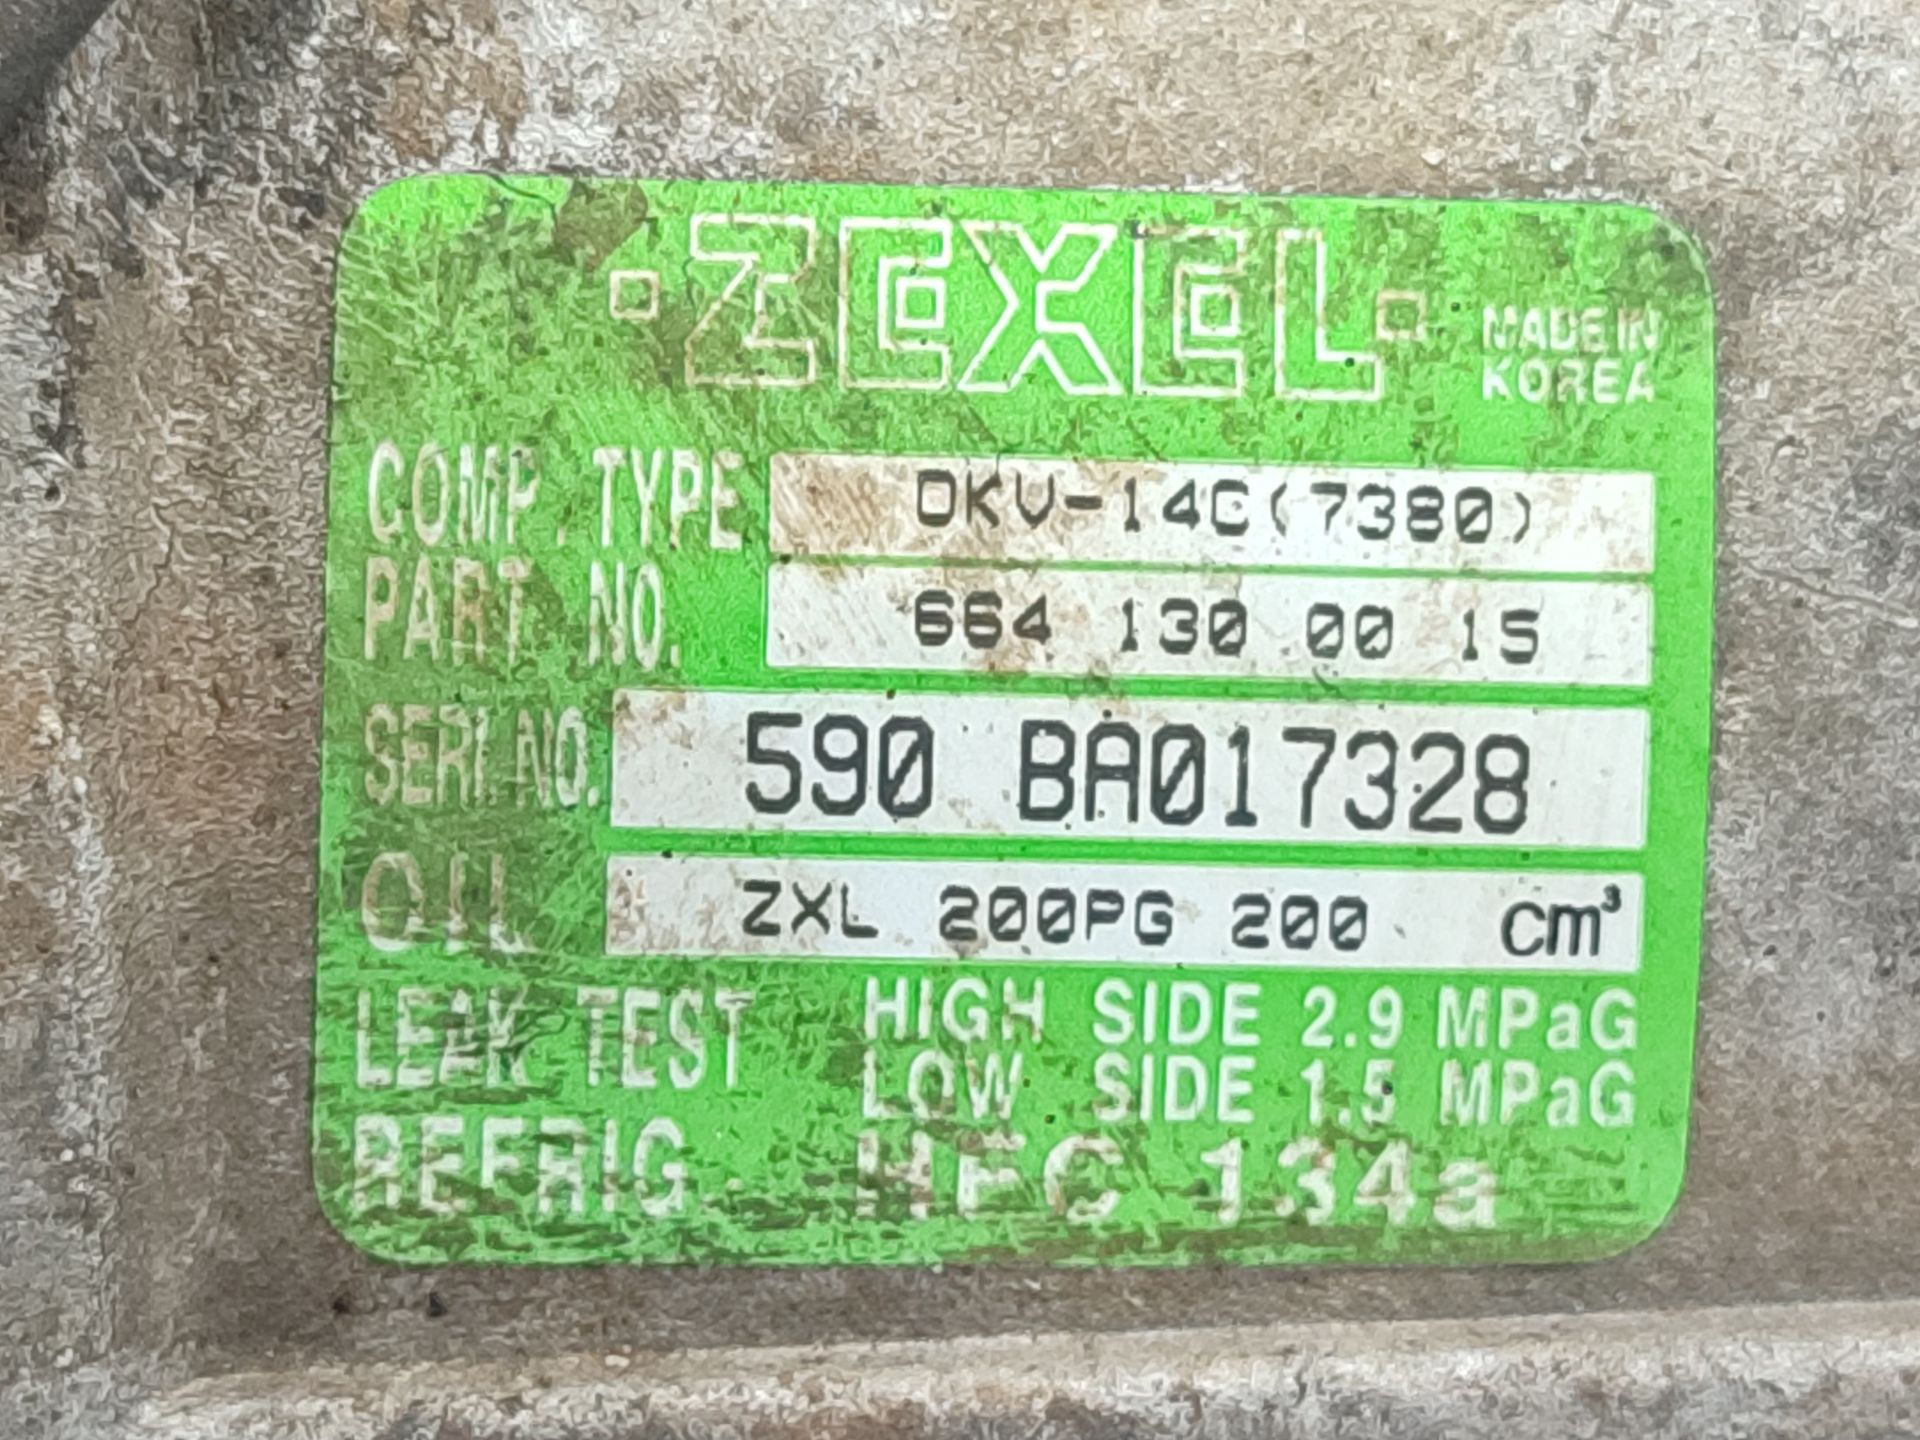 ZEXEL
MADE IN
KOREA
COMP. TYPE DKV-14C(7380)
PART NO. 664 130 00 15
SERI.NO. 590 BA017328
OIL ZXL 200PG 200 cm³
LEAK TEST HIGH SIDE 2.9 MPaG
LOW SIDE 1.5 MPaG
REFRIG. HFC 134a